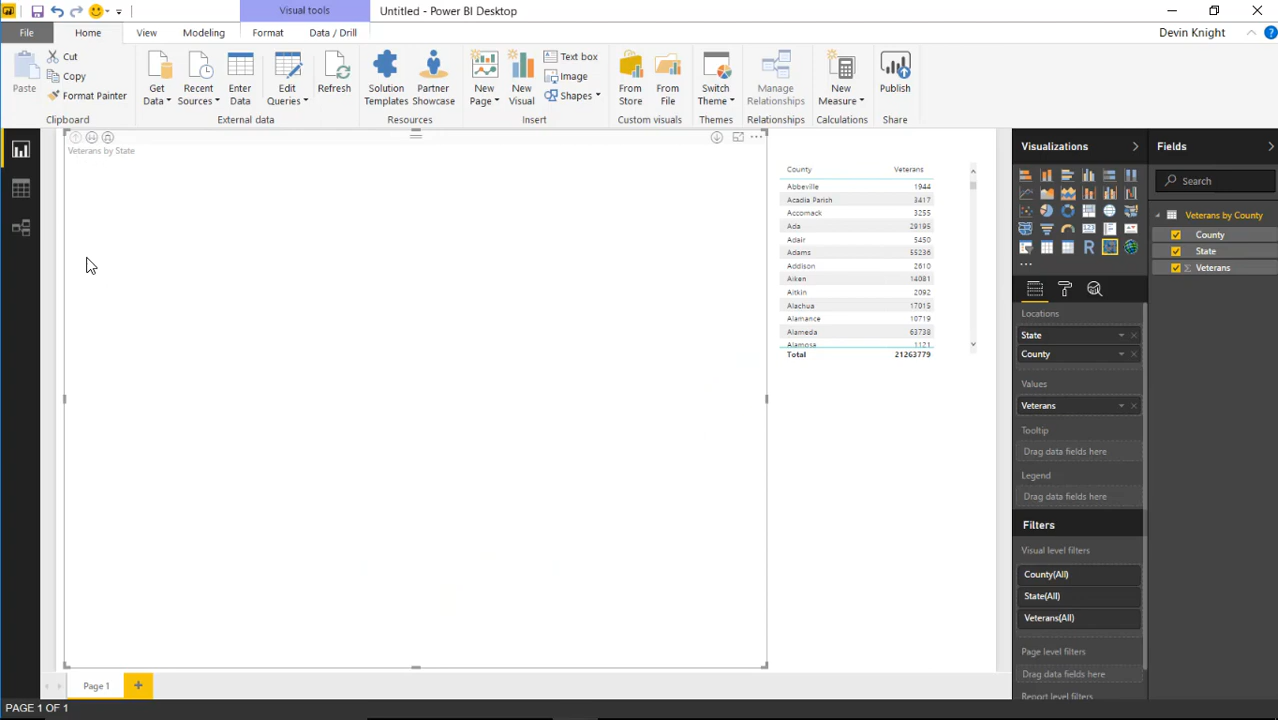 Visual tools
Untitled - Power BI Desktop
File
Home
View
Modeling
Format
Data / Drill
Devin Knight
Paste
Cut
Copy
Format Painter
Clipboard
Get Data
Recent Sources
Enter Data
Edit Queries
Refresh
External data
Solution Templates
Partner Showcase
Resources
New Page
New Visual
Text box
Image
Shapes
Insert
From Store
From File
Custom visuals
Switch Theme
Themes
Manage Relationships
Relationships
New Measure
Calculations
Publish
Share
Veterans by State
County Veterans
Abbeville 1944
Acadia Parish 3417
Accomack 3255
Ada 29195
Adair 5450
Adams 55236
Addison 2610
Aiken 14081
Aitkin 2092
Alachua 17015
Alamance 10719
Alameda 63738
Alamosa 1121
Total 21263779
Visualizations
R
Locations
State
County
Values
Veterans
Tooltip
Drag data fields here
Legend
Drag data fields here
Filters
Visual level filters
County(All)
State(All)
Veterans(All)
Page level filters
Drag data fields here
Report level filters
Fields
Search
Veterans by County
County
State
Σ Veterans
Page 1
PAGE 1 OF 1